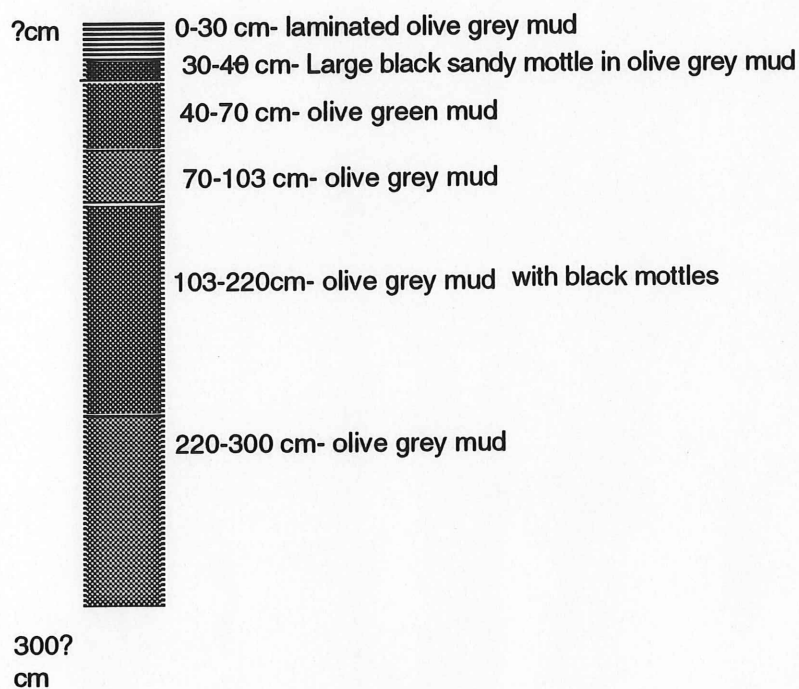 ?cm
0-30 cm- laminated olive grey mud
30-40 cm- Large black sandy mottle in olive grey mud
40-70 cm- olive green mud
70-103 cm- olive grey mud
103-220cm- olive grey mud with black mottles
220-300 cm- olive grey mud
300?
cm